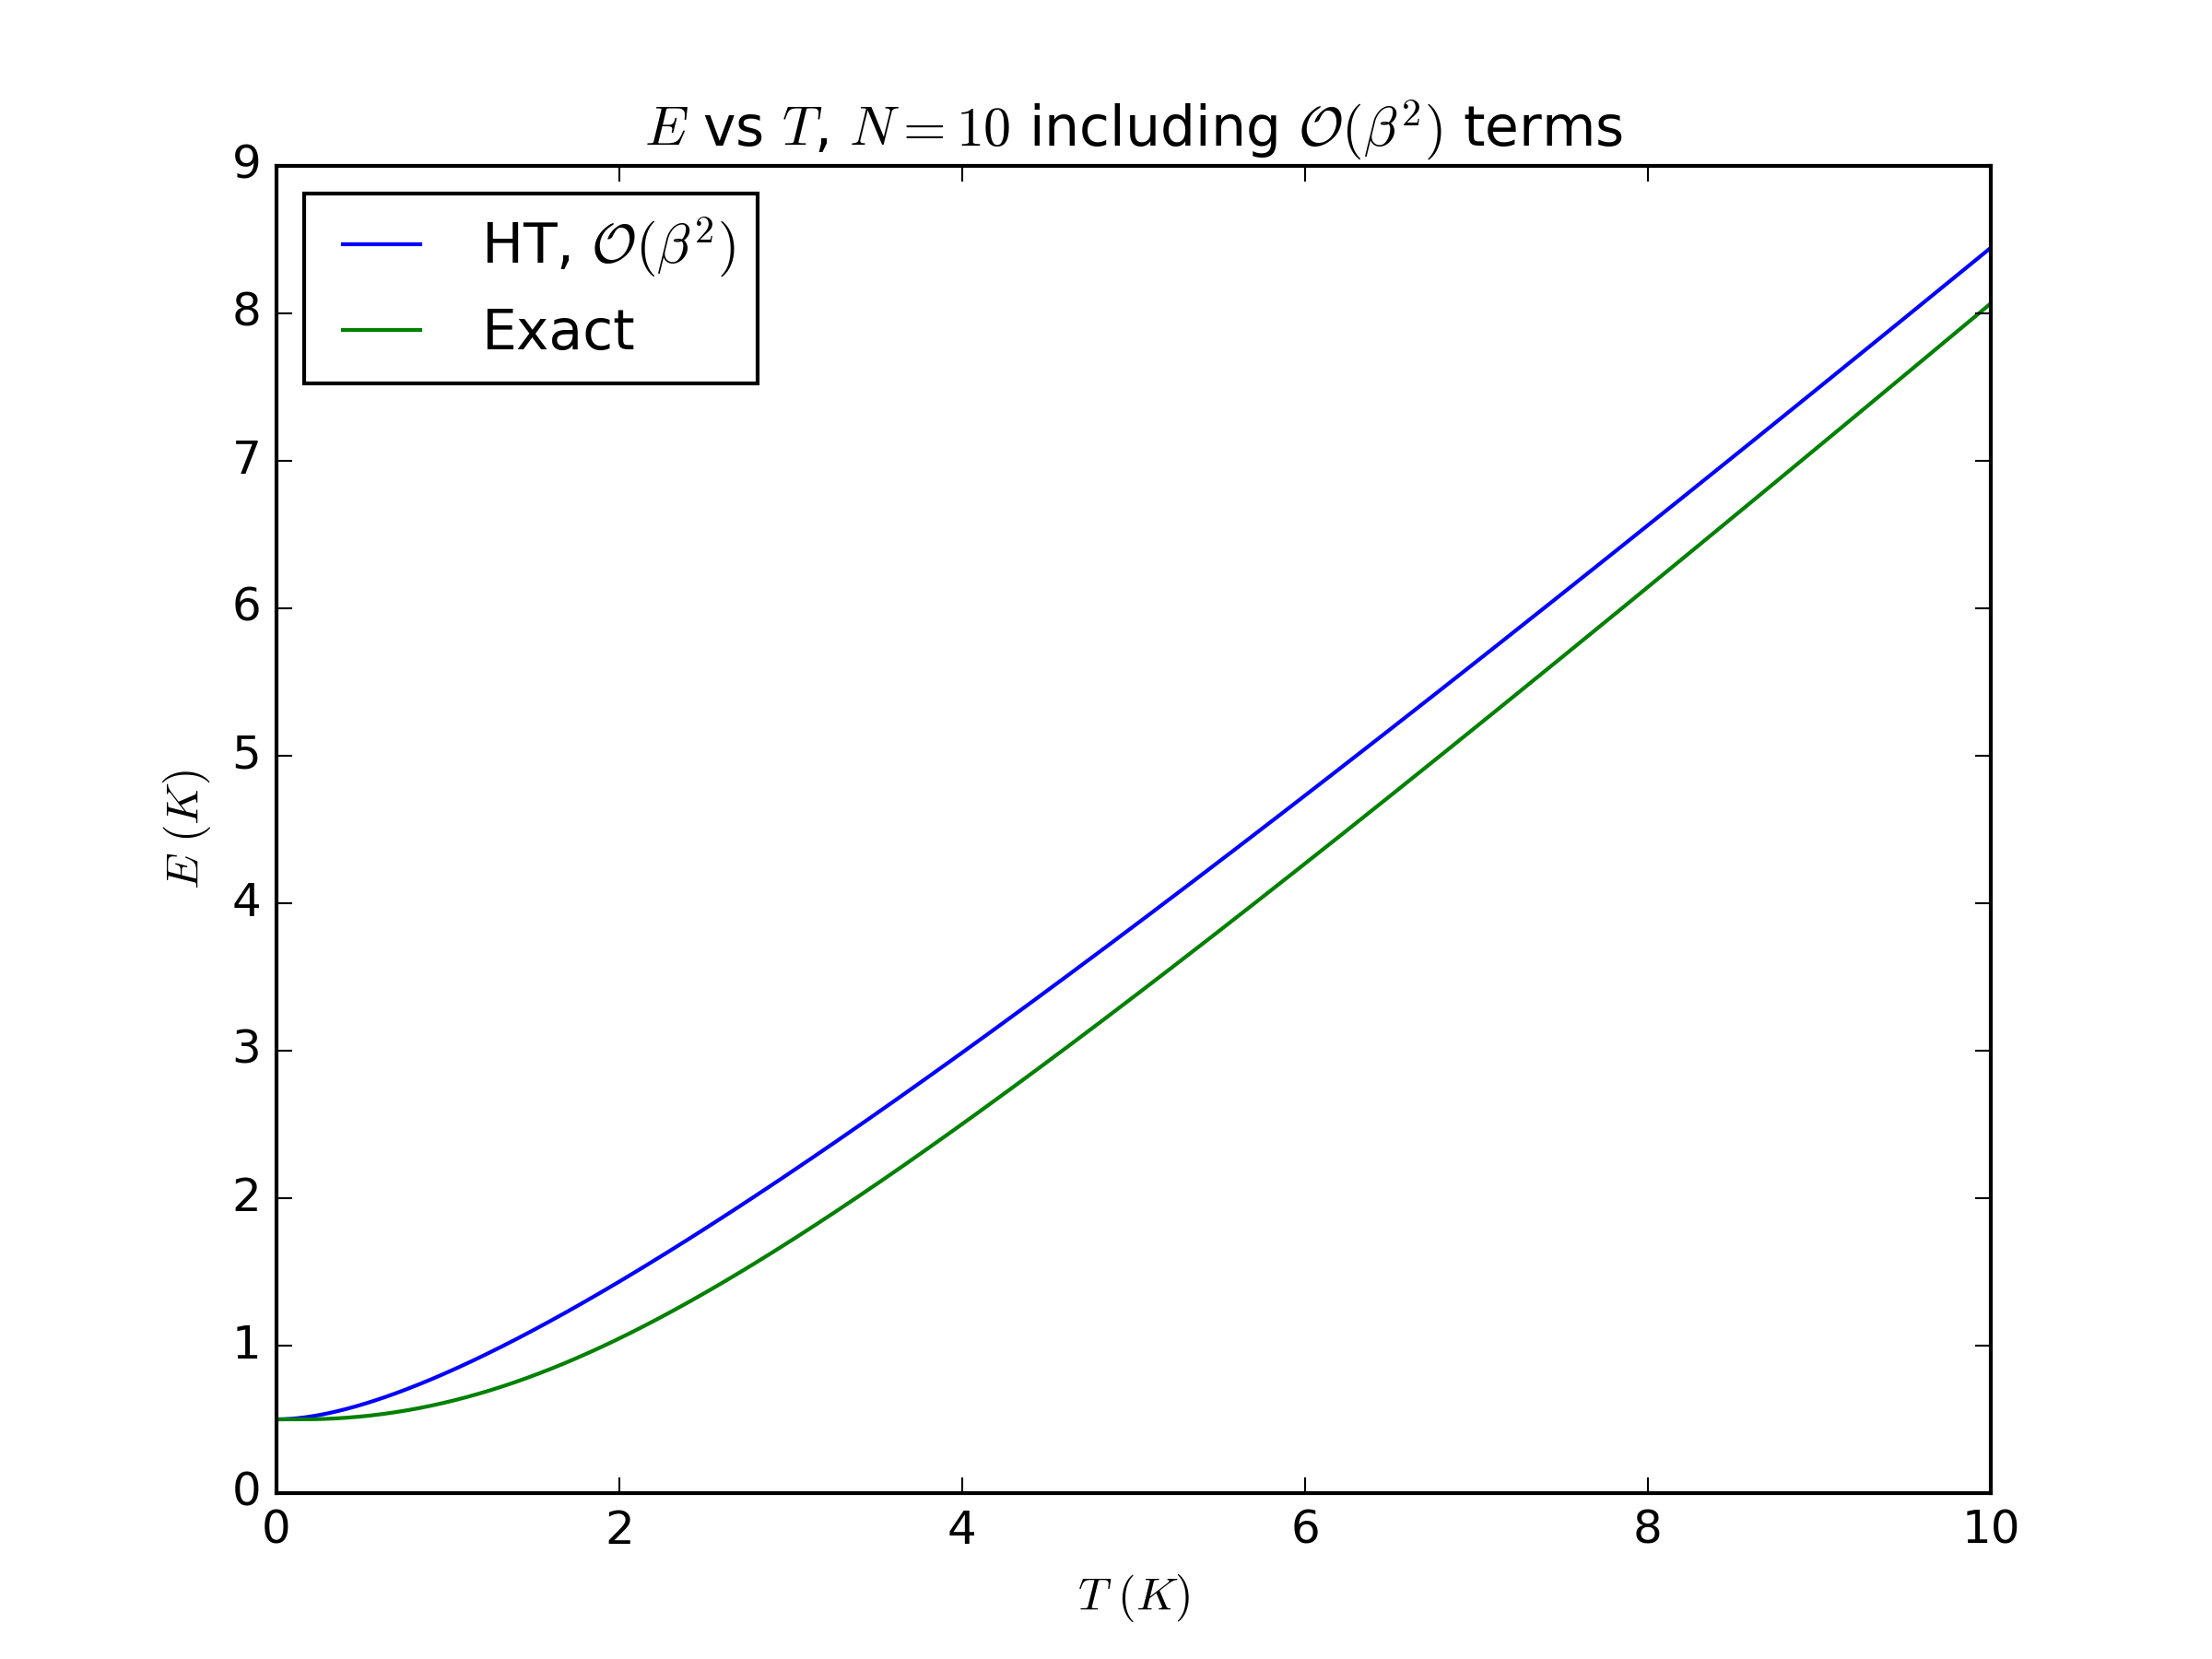 E vs T, N = 10 including 𝒪(β²) terms
HT, 𝒪(β²)
Exact
9
8
7
6
5
4
3
2
1
0
E (K)
0 2 4 6 8 10
T (K)